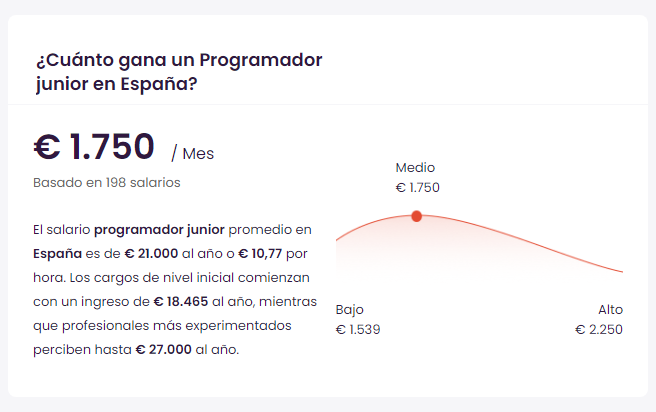 ¿Cuánto gana un Programador
junior en España?
€ 1.750 / Mes
Basado en 198 salarios
El salario programador junior promedio en
España es de € 21.000 al año o € 10,77 por
hora. Los cargos de nivel inicial comienzan
con un ingreso de € 18.465 al año, mientras
que profesionales más experimentados
perciben hasta € 27.000 al año.
Medio
€ 1.750
Bajo
€ 1.539
Alto
€ 2.250